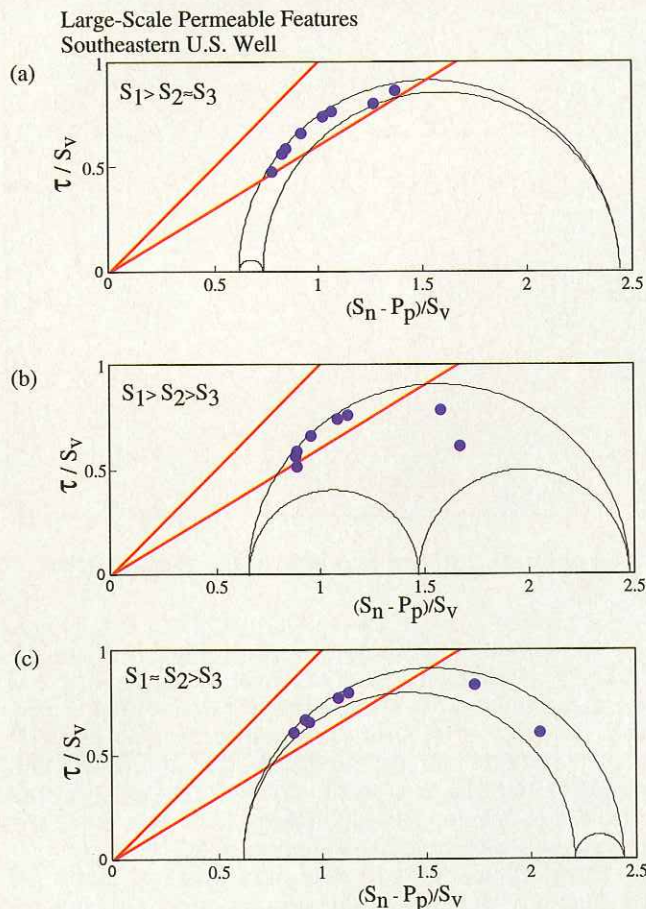 Large-Scale Permeable Features
Southeastern U.S. Well
(a)
S1> S2≈S3
1
0.5
0
τ / Sv
0.5
1
1.5
2
2.5
(Sn - Pp)/Sv
(b)
S1> S2>S3
1
0.5
0
τ / Sv
0
0.5
1
1.5
2
2.5
(Sn - Pp)/Sv
(c)
S1≈ S2>S3
1
0.5
0
τ / Sv
0
0.5
1
1.5
2
2.5
(Sn - Pp)/Sv